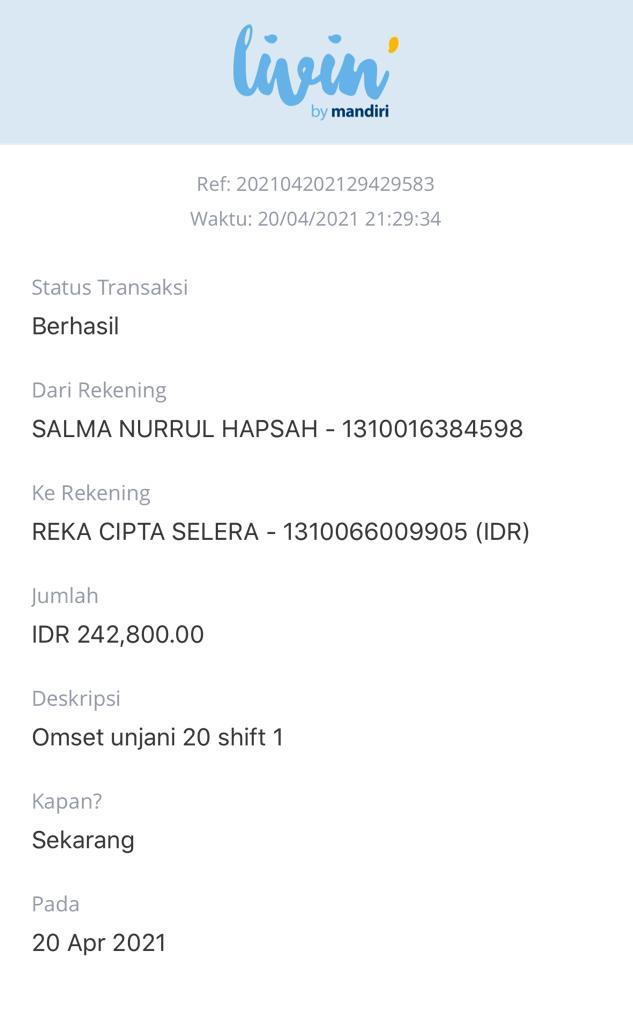 livin'
by mandiri
Ref: 202104202129429583
Waktu: 20/04/2021 21:29:34
Status Transaksi
Berhasil
Dari Rekening
SALMA NURRUL HAPSAH - 1310016384598
Ke Rekening
REKA CIPTA SELERA - 1310066009905 (IDR)
Jumlah
IDR 242,800.00
Deskripsi
Omset unjani 20 shift 1
Kapan?
Sekarang
Pada
20 Apr 2021